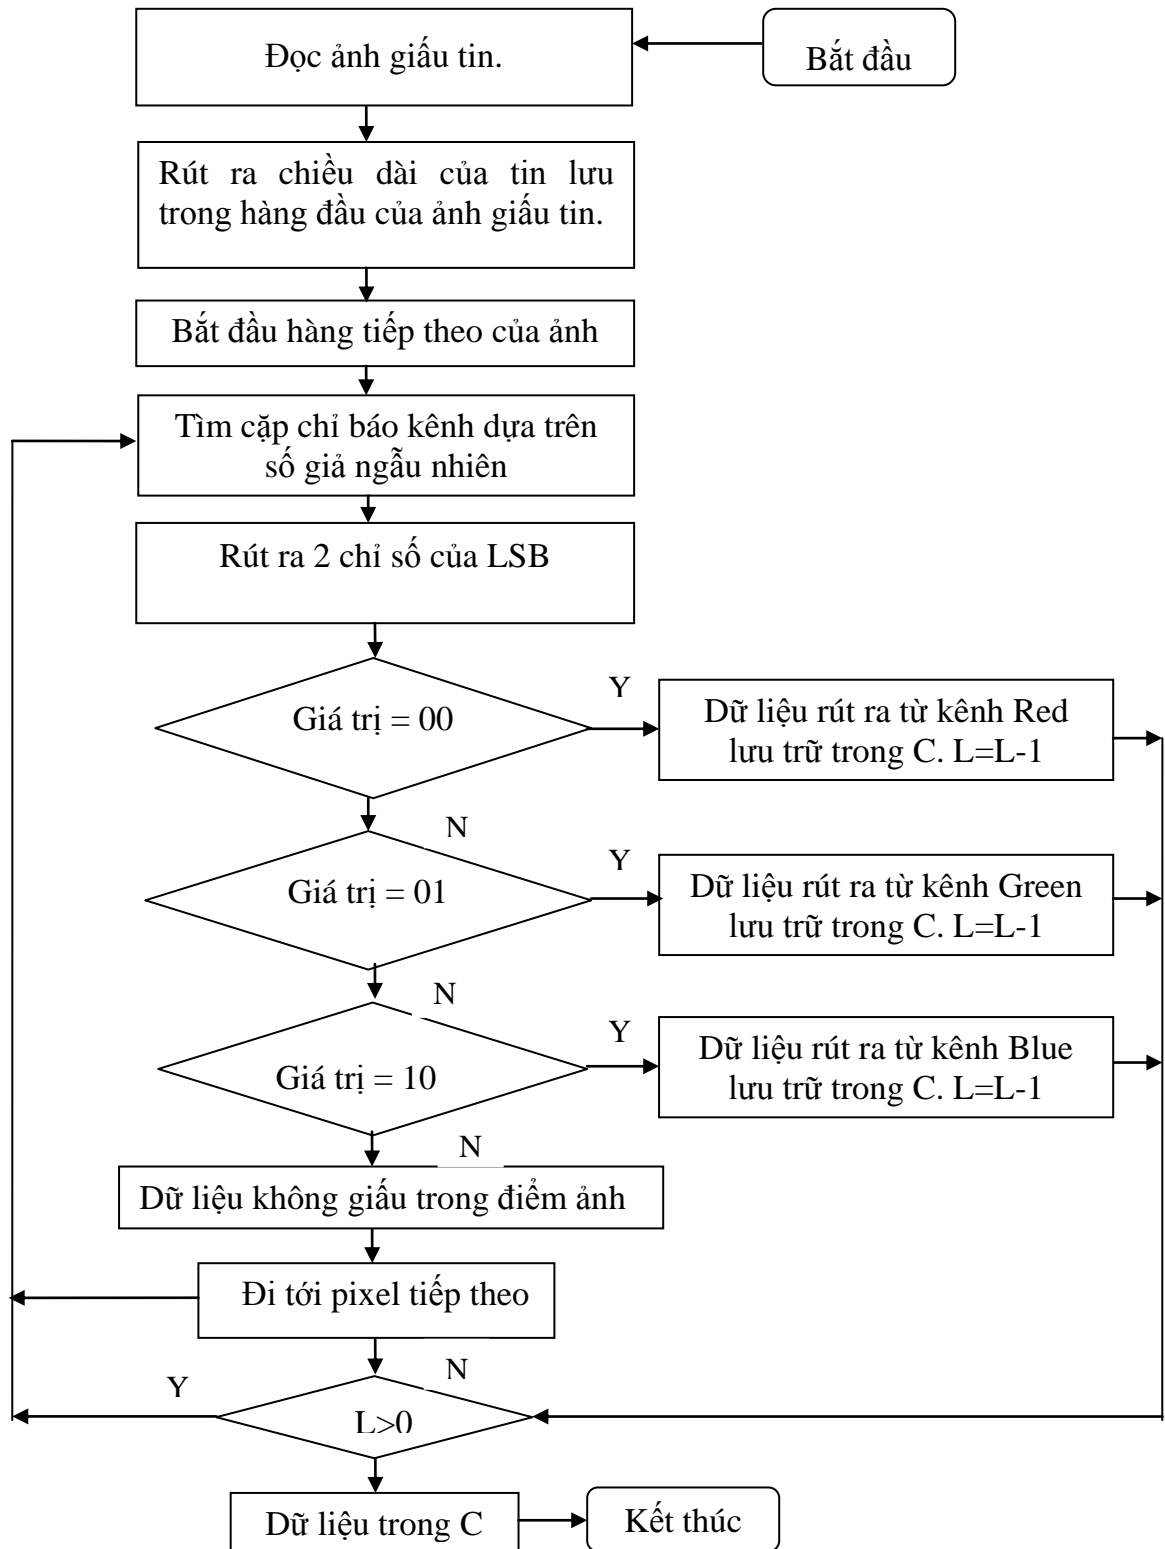 Đọc ảnh giấu tin.
Bắt đầu
Rút ra chiều dài của tin lưu
trong hàng đầu của ảnh giấu tin.
Bắt đầu hàng tiếp theo của ảnh
Tìm cặp chỉ báo kênh dựa trên
số giả ngẫu nhiên
Rút ra 2 chỉ số của LSB
Giá trị = 00
Y
Dữ liệu rút ra từ kênh Red
lưu trữ trong C. L=L-1
N
Giá trị = 01
Y
Dữ liệu rút ra từ kênh Green
lưu trữ trong C. L=L-1
N
Giá trị = 10
Y
Dữ liệu rút ra từ kênh Blue
lưu trữ trong C. L=L-1
N
Dữ liệu không giấu trong điểm ảnh
Đi tới pixel tiếp theo
Y
N
L>0
Dữ liệu trong C
Kết thúc